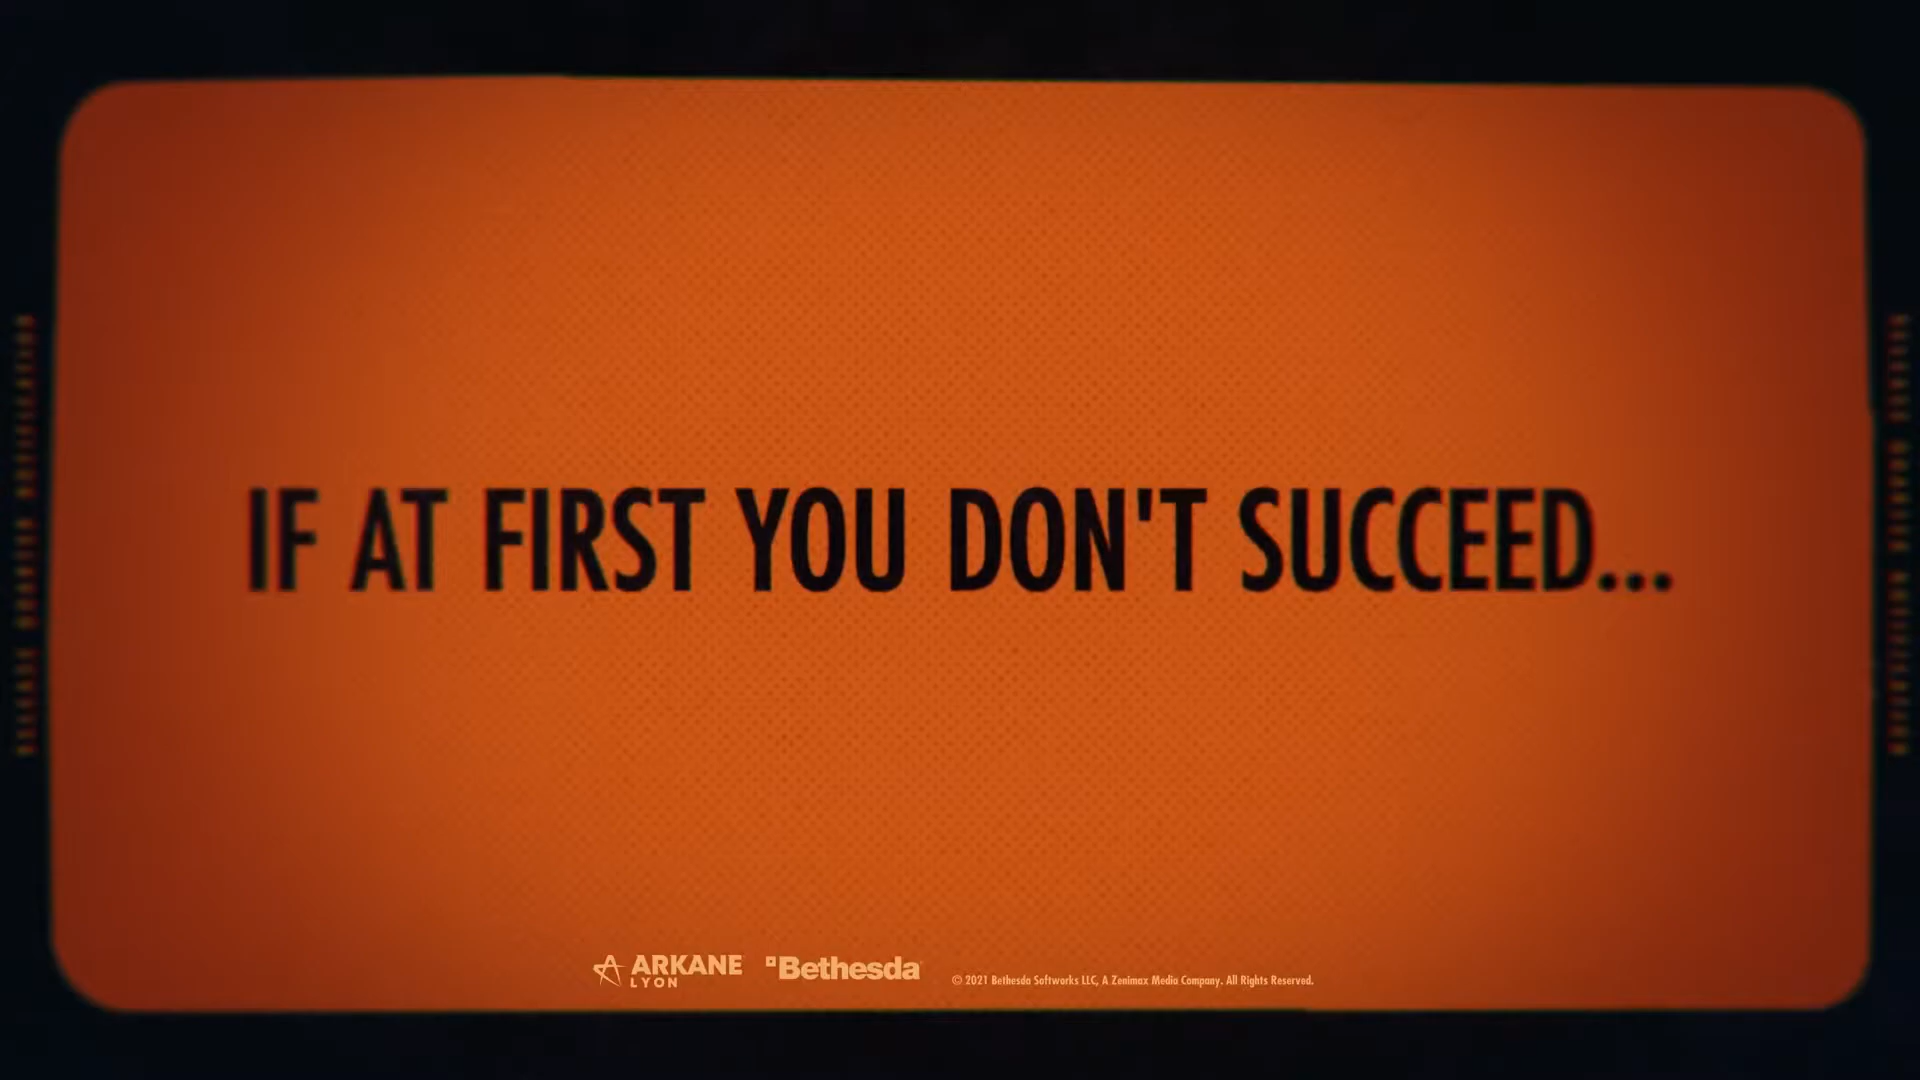 IF AT FIRST YOU DON'T SUCCEED...
ARKANE
LYON
Bethesda
© 2021 Bethesda Softworks LLC, A Zenimax Media Company. All Rights Reserved.